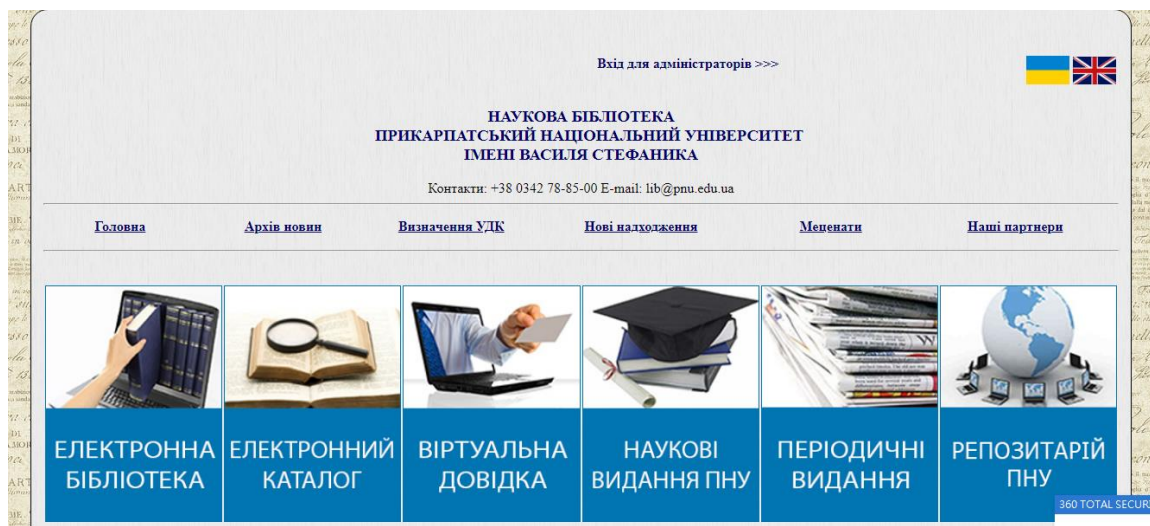 Вхід для адміністраторів >>>
НАУКОВА БІБЛІОТЕКА
ПРИКАРПАТСЬКИЙ НАЦІОНАЛЬНИЙ УНІВЕРСИТЕТ
ІМЕНІ ВАСИЛЯ СТЕФАНИКА
Контакти: +38 0342 78-85-00 E-mail: lib@pnu.edu.ua
Головна Архів новин Визначення УДК Нові надходження Меценати Наші партнери
ЕЛЕКТРОННА БІБЛІОТЕКА
ЕЛЕКТРОННИЙ КАТАЛОГ
ВІРТУАЛЬНА ДОВІДКА
НАУКОВІ ВИДАННЯ ПНУ
ПЕРІОДИЧНІ ВИДАННЯ
РЕПОЗИТАРІЙ ПНУ
360 TOTAL SECUR